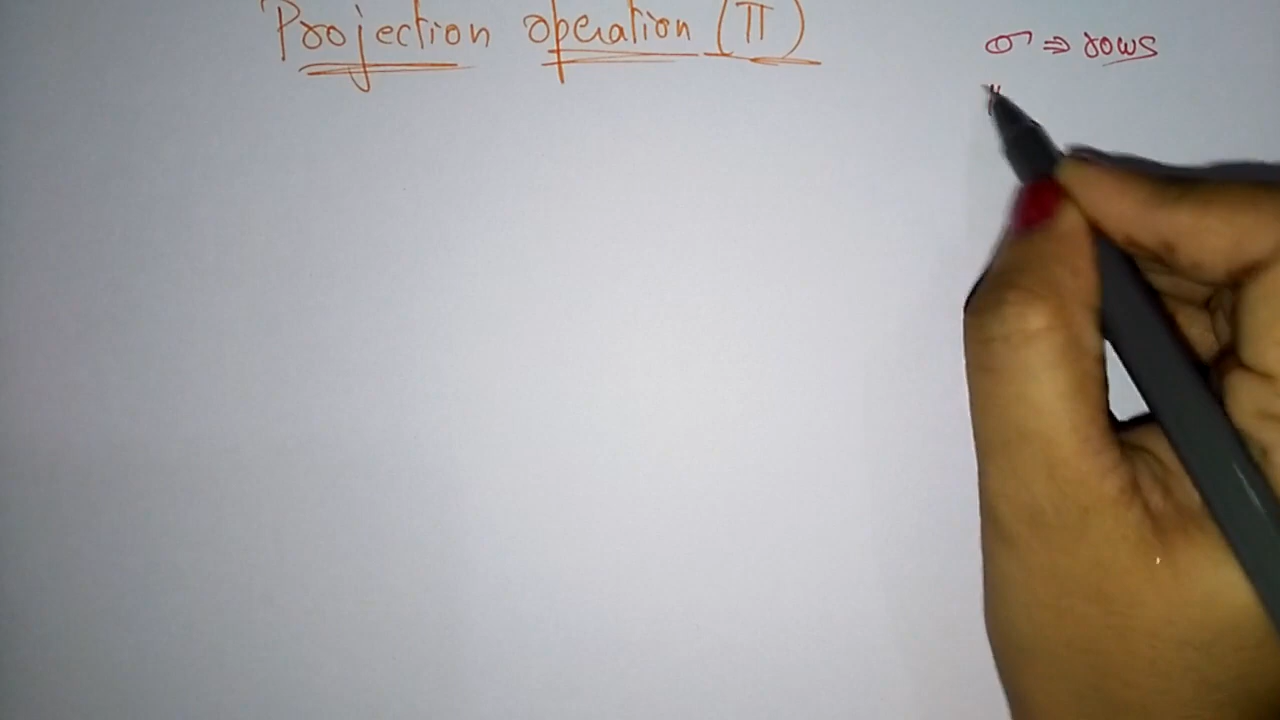 Projection operation (π)
σ ⇒ rows